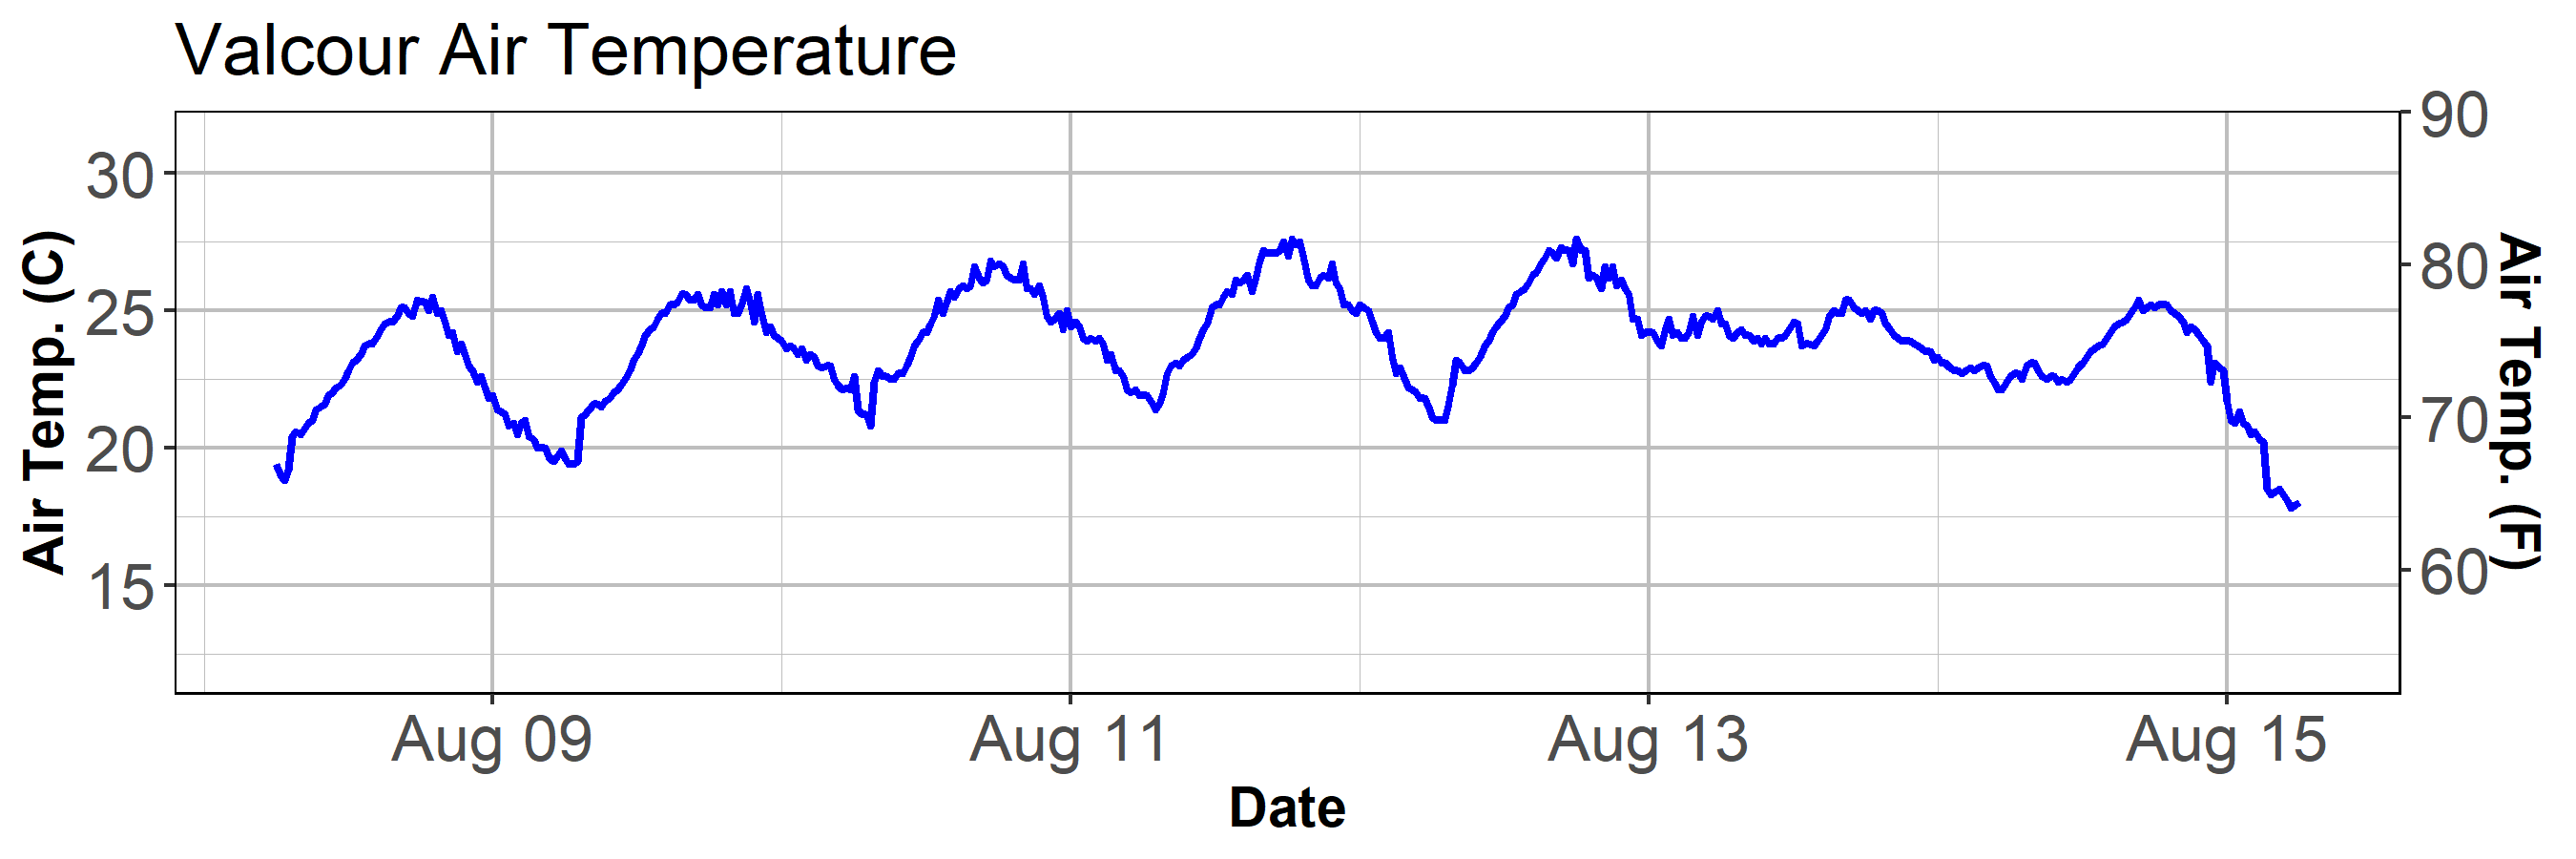 Valcour Air Temperature
Air Temp. (C)
30
25
20
15
90
80
70
60
Air Temp. (F)
Aug 09
Aug 11
Aug 13
Aug 15
Date